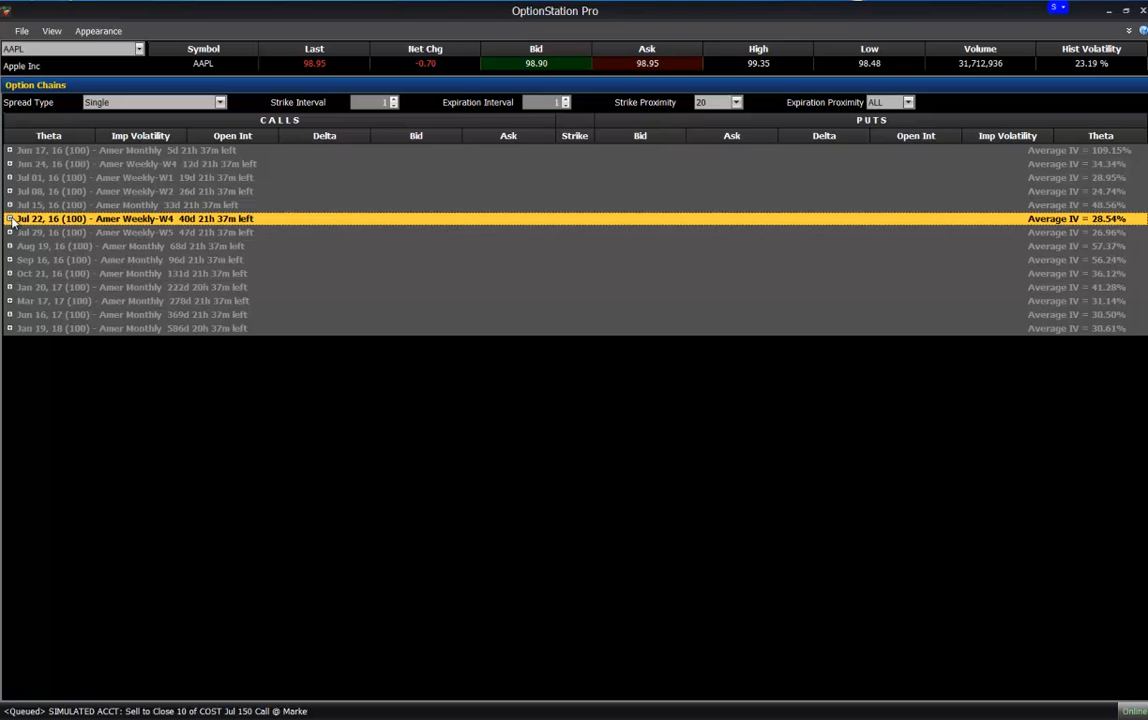 OptionStation Pro
S
File View Appearance
AAPL Symbol Last Net Chg Bid Ask High Low Volume Hist Volatility
Apple Inc AAPL 98.95 -0.70 98.90 98.95 99.35 98.48 31,712,936 23.19 %
Option Chains
Spread Type Single Strike Interval 1 Expiration Interval 1 Strike Proximity 20 Expiration Proximity ALL
CALLS PUTS
Theta Imp Volatility Open Int Delta Bid Ask Strike Bid Ask Delta Open Int Imp Volatility Theta
Jun 17, 16 (100) - Amer Monthly 5d 21h 37m left Average IV = 109.15%
Jun 24, 16 (100) - Amer Weekly-W4 12d 21h 37m left Average IV = 34.34%
Jul 01, 16 (100) - Amer Weekly-W1 19d 21h 37m left Average IV = 28.95%
Jul 08, 16 (100) - Amer Weekly-W2 26d 21h 37m left Average IV = 24.74%
Jul 15, 16 (100) - Amer Monthly 33d 21h 37m left Average IV = 48.56%
Jul 22, 16 (100) - Amer Weekly-W4 40d 21h 37m left Average IV = 28.54%
Jul 29, 16 (100) - Amer Weekly-W5 47d 21h 37m left Average IV = 26.96%
Aug 19, 16 (100) - Amer Monthly 68d 21h 37m left Average IV = 57.37%
Sep 16, 16 (100) - Amer Monthly 96d 21h 37m left Average IV = 56.24%
Oct 21, 16 (100) - Amer Monthly 131d 21h 37m left Average IV = 36.12%
Jan 20, 17 (100) - Amer Monthly 222d 20h 37m left Average IV = 41.28%
Mar 17, 17 (100) - Amer Monthly 278d 21h 37m left Average IV = 31.14%
Jun 16, 17 (100) - Amer Monthly 369d 21h 37m left Average IV = 30.50%
Jan 19, 18 (100) - Amer Monthly 586d 20h 37m left Average IV = 30.61%
<Queued> SIMULATED ACCT: Sell to Close 10 of COST Jul 150 Call @ Marke Online